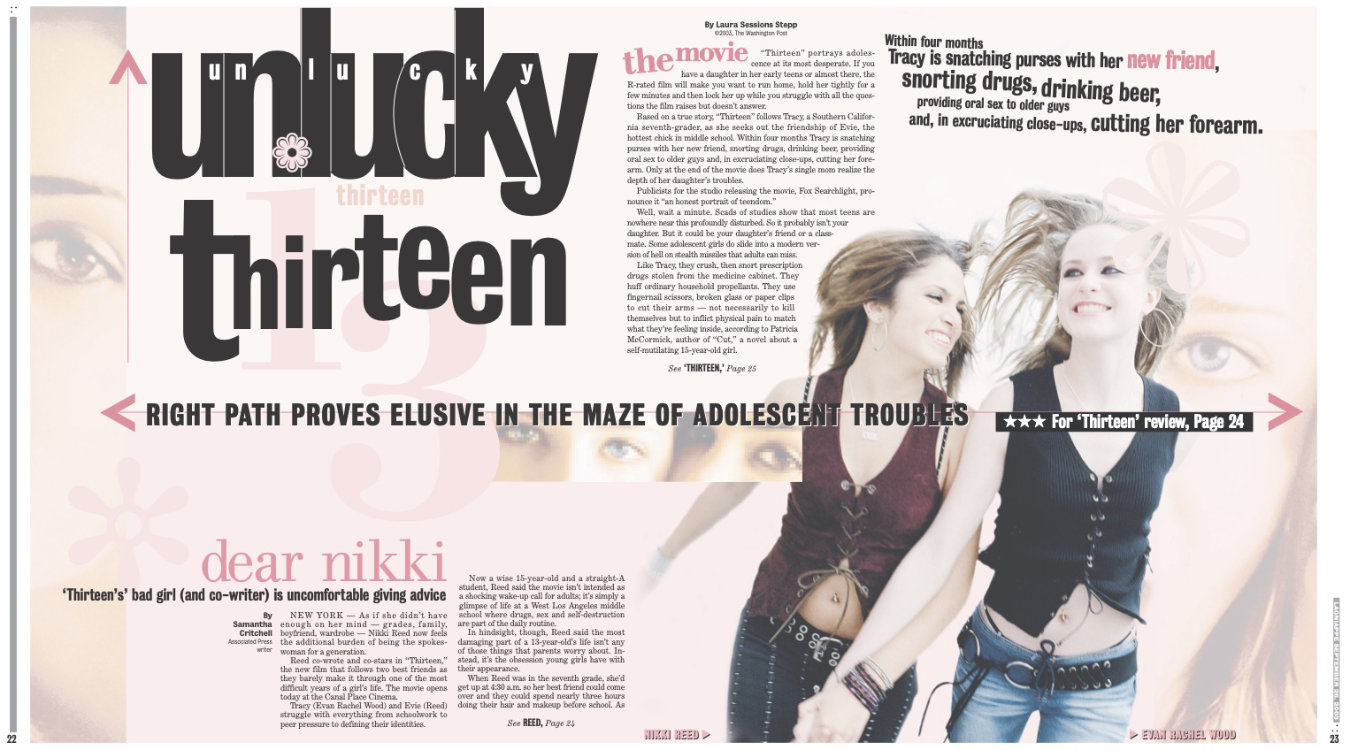 unlucky
unlucky
thirteen
thirteen
13
RIGHT PATH PROVES ELUSIVE IN THE MAZE OF ADOLESCENT TROUBLES
★★★ For ‘Thirteen’ review, Page 24
By Laura Sessions Stepp
©2003, The Washington Post
the movie
“Thirteen” portrays adoles-
cence at its most desperate. If you
have a daughter in her early teens or almost there, the
R-rated film will make you want to run home, hold her tightly for a
few minutes and then lock her up while you struggle with all the ques-
tions the film raises but doesn’t answer.
Based on a true story, “Thirteen” follows Tracy, a Southern Califor-
nia seventh-grader, as she seeks out the friendship of Evie, the
hottest chick in middle school. Within four months Tracy is snatching
purses with her new friend, snorting drugs, drinking beer, providing
oral sex to older guys and, in excruciating close-ups, cutting her fore-
arm. Only at the end of the movie does Tracy’s single mom realize the
depth of her daughter’s troubles.
Publicists for the studio releasing the movie, Fox Searchlight, pro-
nounce it “an honest portrait of teendom.”
Well, wait a minute. Scads of studies show that most teens are
nowhere near this profoundly disturbed. So it probably isn’t your
daughter. But it could be your daughter’s friend or a class-
mate. Some adolescent girls do slide into a modern ver-
sion of hell on stealth missiles that adults can miss.
Like Tracy, they crush, then snort prescription
drugs stolen from the medicine cabinet. They
huff ordinary household propellants. They use
fingernail scissors, broken glass or paper clips
to cut their arms — not necessarily to kill
themselves but to inflict physical pain to match
what they’re feeling inside, according to Patricia
McCormick, author of “Cut,” a novel about a
self-mutilating 15-year-old girl.
See ‘THIRTEEN,’ Page 25
Within four months
Tracy is snatching purses with her new friend,
snorting drugs, drinking beer,
providing oral sex to older guys
and, in excruciating close-ups, cutting her forearm.
dear nikki
‘Thirteen’s’ bad girl (and co-writer) is uncomfortable giving advice
By
Samantha
Critchell
Associated Press
writer
NEW YORK — As if she didn’t have
enough on her mind — grades, family,
boyfriend, wardrobe — Nikki Reed now feels
the additional burden of being the spokes-
woman for a generation.
Reed co-wrote and co-stars in “Thirteen,”
the new film that follows two best friends as
they barely make it through one of the most
difficult years of a girl’s life. The movie opens
today at the Canal Place Cinema.
Tracy (Evan Rachel Wood) and Evie (Reed)
struggle with everything from schoolwork to
peer pressure to defining their identities.
Now a wise 15-year-old and a straight-A
student, Reed said the movie isn’t intended as
a shocking wake-up call for adults; it’s simply a
glimpse of life at a West Los Angeles middle
school where drugs, sex and self-destruction
are part of the daily routine.
In hindsight, though, Reed said the most
damaging part of a 13-year-old’s life isn’t any
of those things that parents worry about. In-
stead, it’s the obsession young girls have with
their appearance.
When Reed was in the seventh grade, she’d
get up at 4:30 a.m. so her best friend could come
over and they could spend nearly three hours
doing their hair and makeup before school. As
See REED, Page 24
NIKKI REED
EVAN RACHEL WOOD
22
23